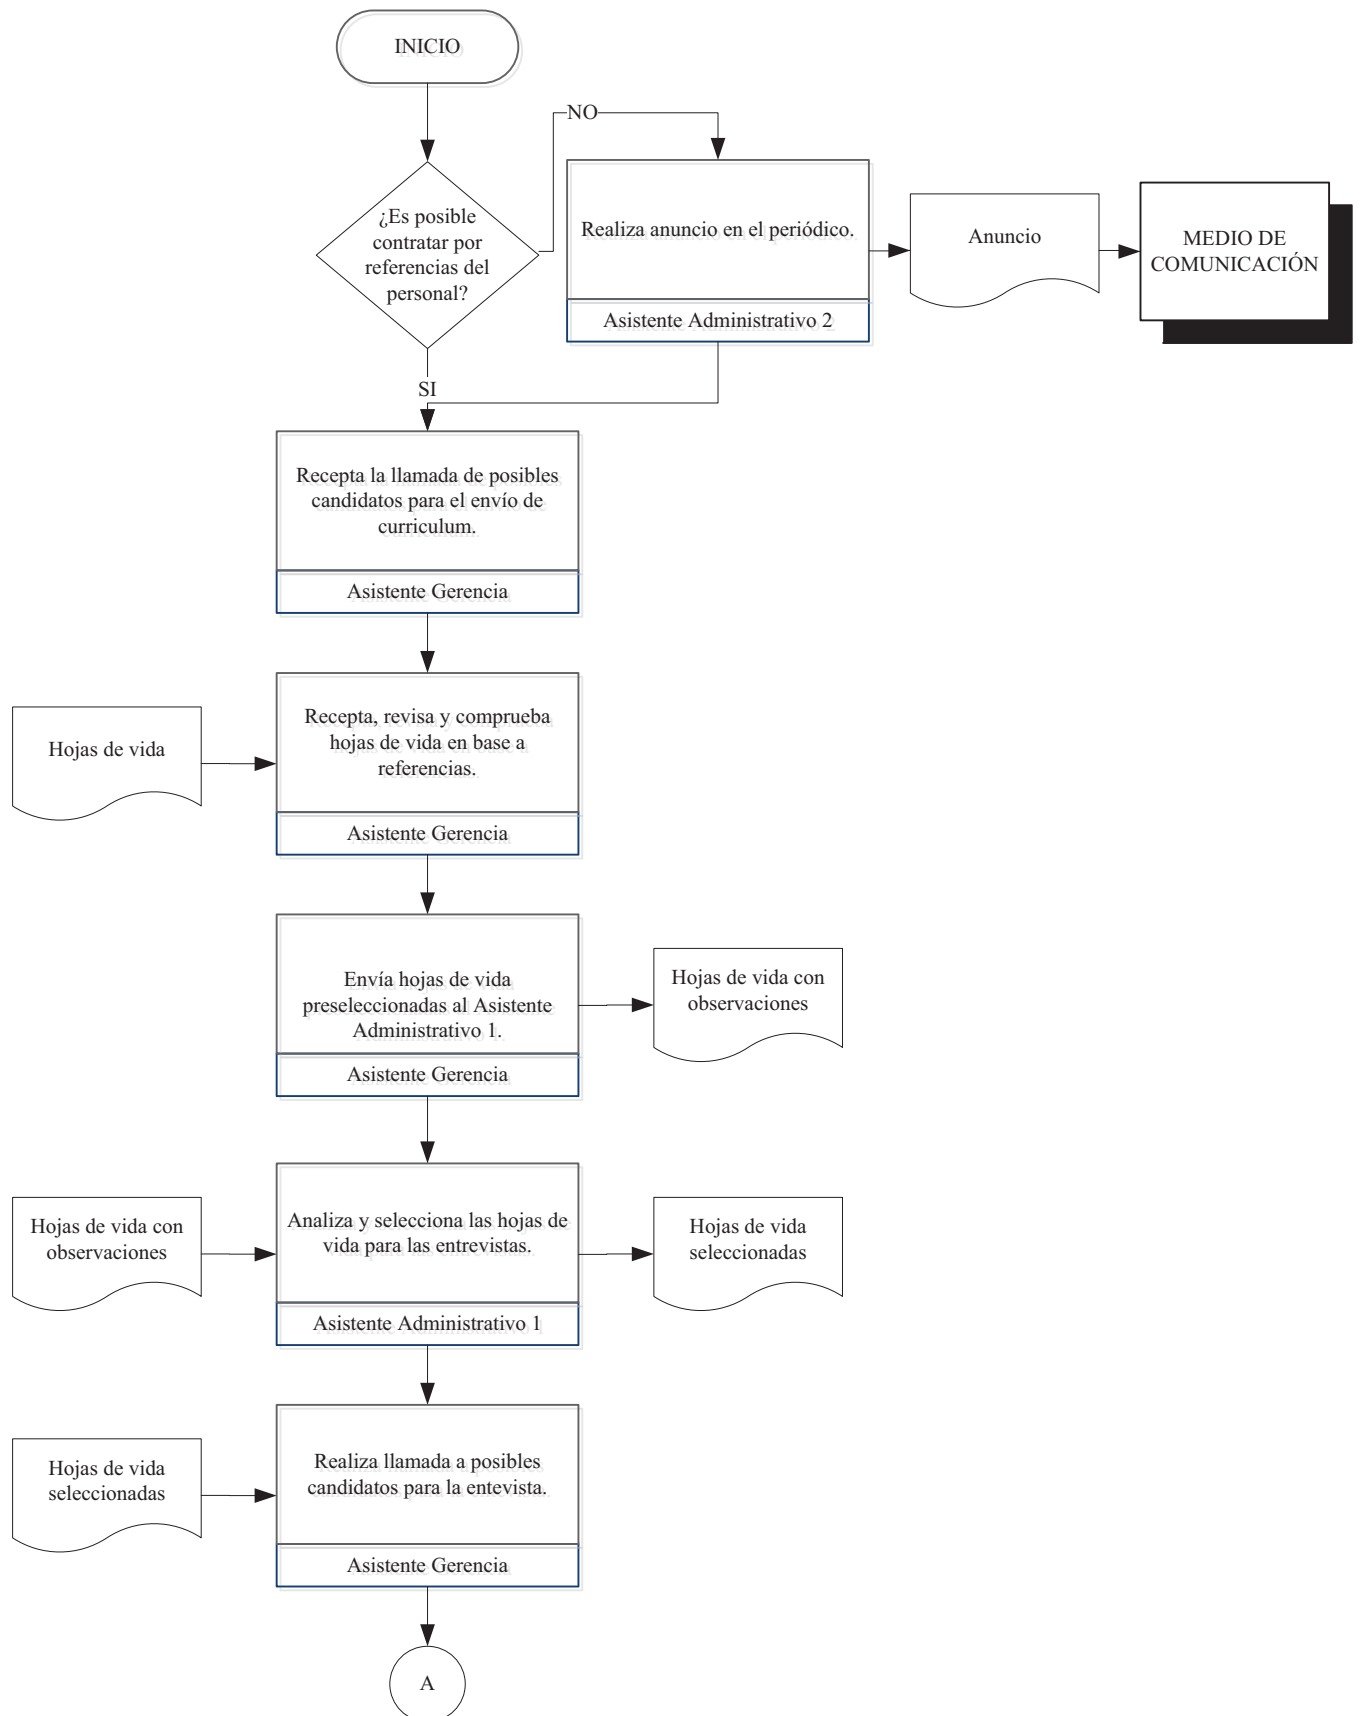 INICIO
NO
¿Es posible
contratar por
referencias del
personal?
Realiza anuncio en el periódico.
Asistente Administrativo 2
Anuncio
MEDIO DE
COMUNICACIÓN
SI
Recepta la llamada de posibles
candidatos para el envío de
curriculum.
Asistente Gerencia
Hojas de vida
Recepta, revisa y comprueba
hojas de vida en base a
referencias.
Asistente Gerencia
Envía hojas de vida
preseleccionadas al Asistente
Administrativo 1.
Asistente Gerencia
Hojas de vida con
observaciones
Hojas de vida con
observaciones
Analiza y selecciona las hojas de
vida para las entrevistas.
Asistente Administrativo 1
Hojas de vida
seleccionadas
Hojas de vida
seleccionadas
Realiza llamada a posibles
candidatos para la entevista.
Asistente Gerencia
A